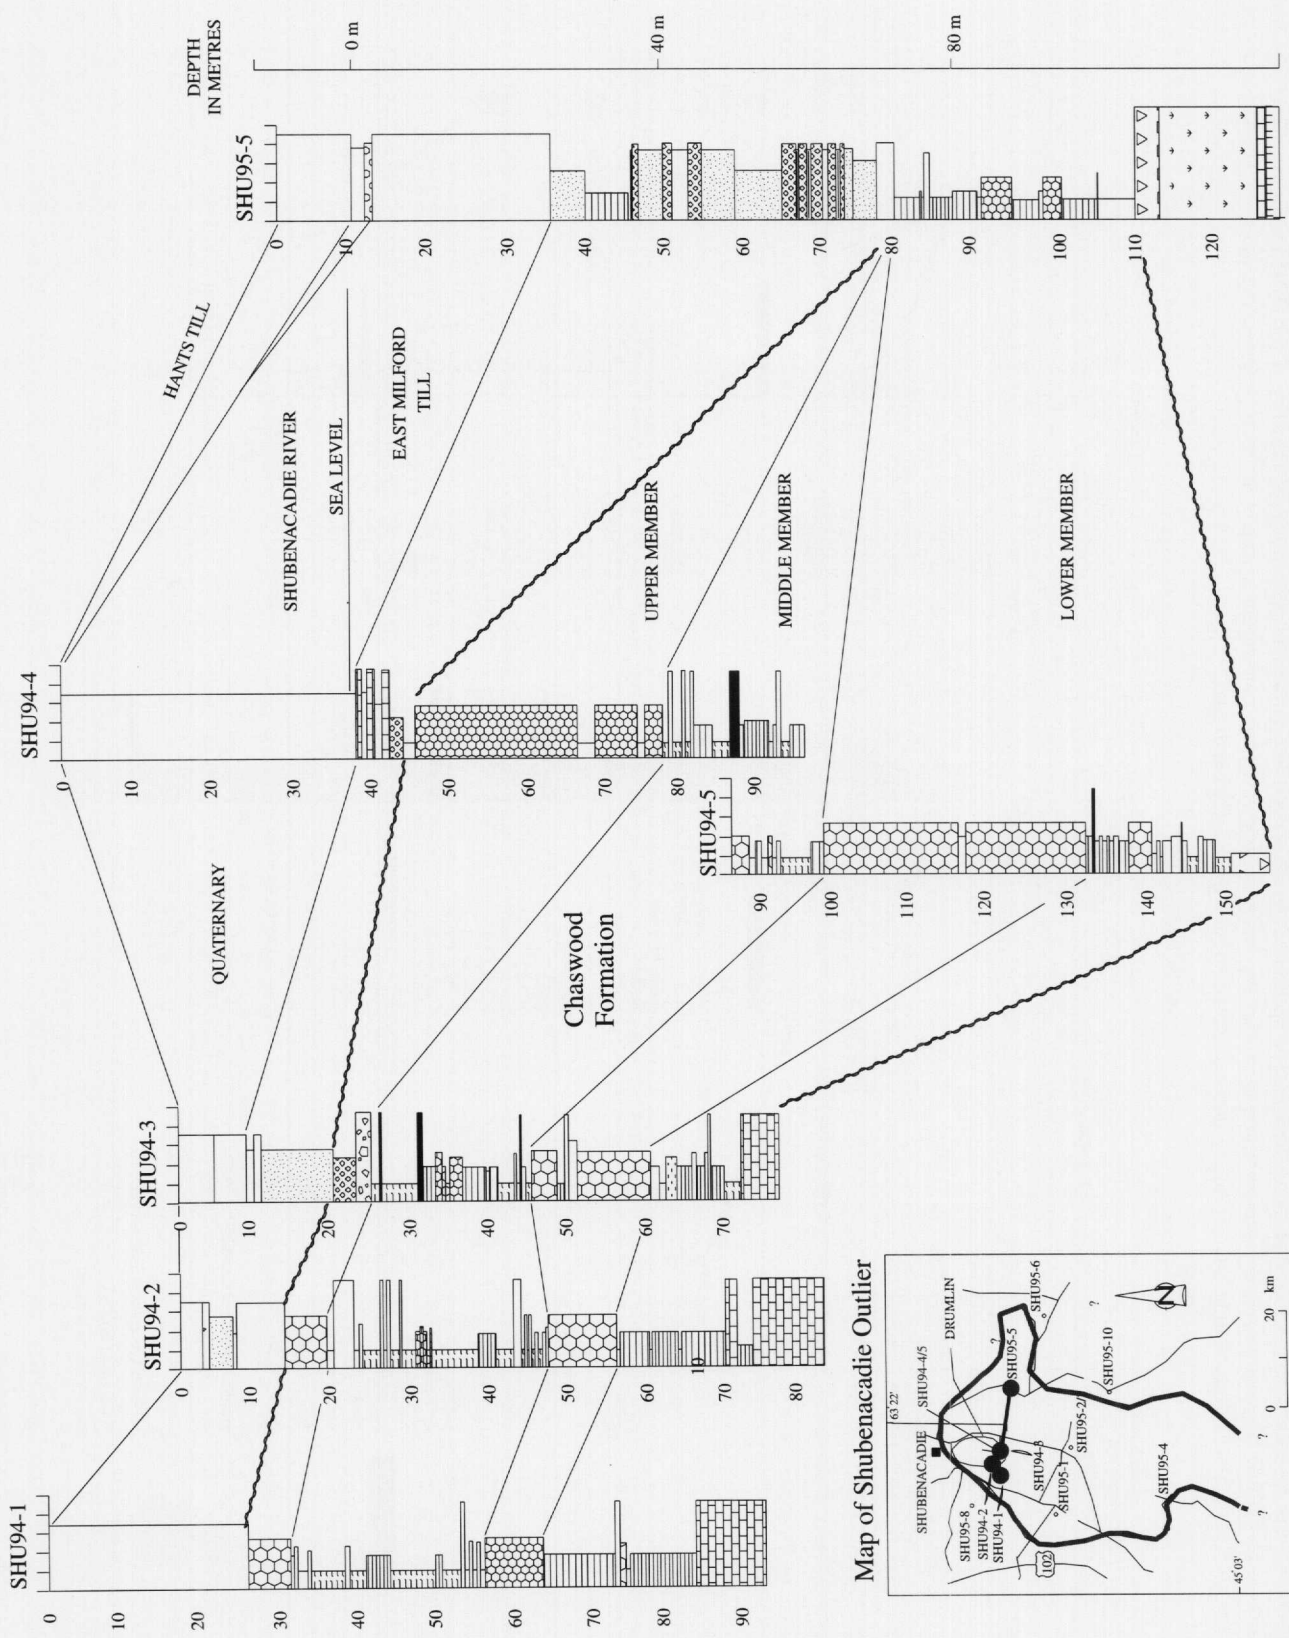 SHU94-1
0
10
20
30
40
50
60
70
80
90
SHU94-2
0
10
20
30
40
50
60
10
70
80
SHU94-3
0
10
20
30
40
50
60
70
SHU94-4
0
10
20
30
40
50
60
70
80
90
SHU94-5
90
100
110
120
130
140
150
SHU95-5
0
10
20
30
40
50
60
70
80
90
100
110
120
DEPTH
IN METRES
0 m
40 m
80 m
HANTS TILL
SHUBENACADIE RIVER
SEA LEVEL
EAST MILFORD
TILL
UPPER MEMBER
MIDDLE MEMBER
LOWER MEMBER
QUATERNARY
Chaswood
Formation
Map of Shubenacadie Outlier
SHUBENACADIE
63 22'
SHU94-4/5
DRUMLIN
SHU95-8
SHU94-2
SHU94-1
SHU94-3
SHU95-1
SHU95-2
SHU95-5
SHU95-6
SHU95-10
SHU95-4
102
45 03'
?
?
?
?
?
N
0
20
km